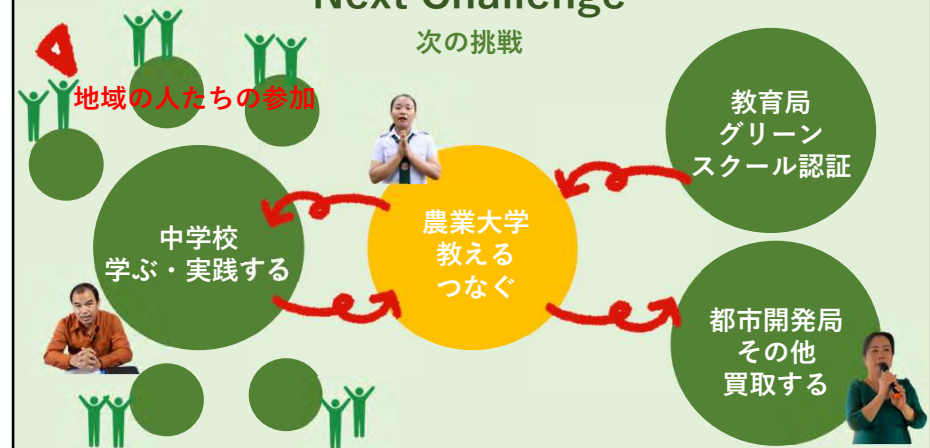 Next Challenge
次の挑戦
地域の人たちの参加
教育局
グリーン
スクール認証
農業大学
教える
つなぐ
中学校
学ぶ・実践する
都市開発局
その他
買取する